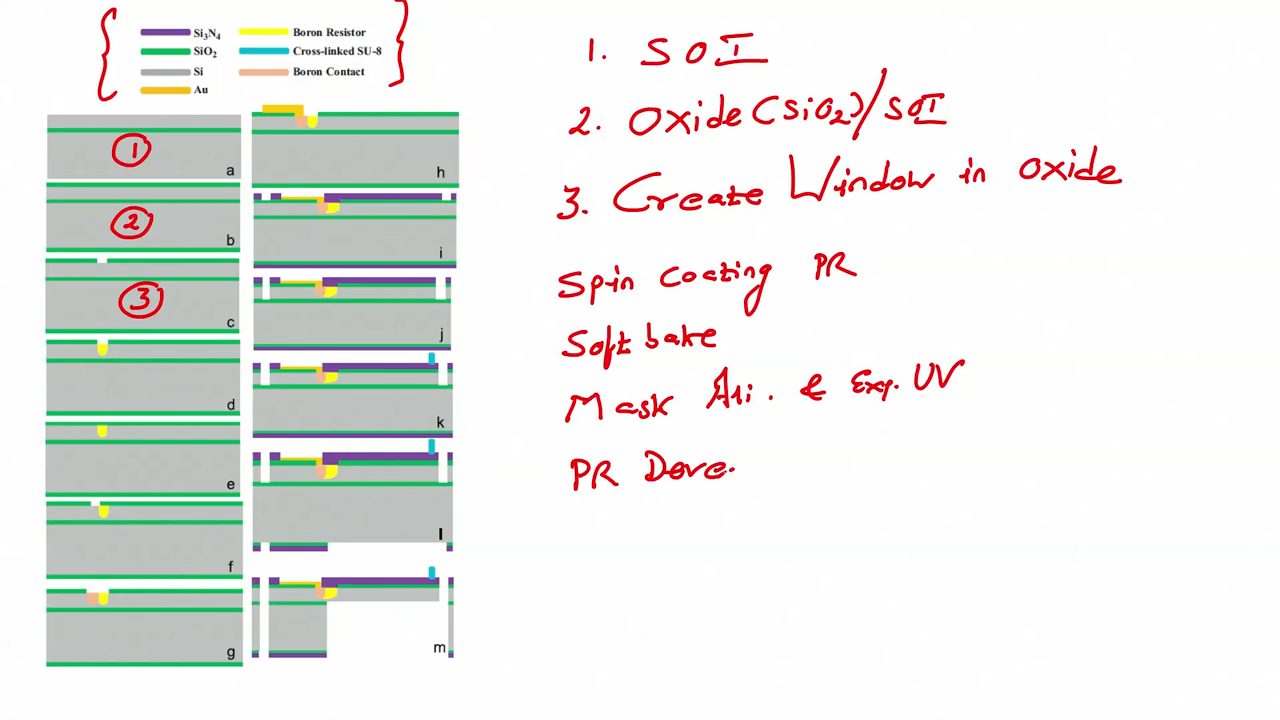 Si3N4
SiO2
Si
Au
Boron Resistor
Cross-linked SU-8
Boron Contact
1
a
2
b
3
c
d
e
f
g
h
i
j
k
l
m
1. SOI
2. Oxide (SiO2)/SOI
3. Create Window in oxide
Spin coating PR
Soft bake
Mask Ali. & Exp. UV
PR Deve.